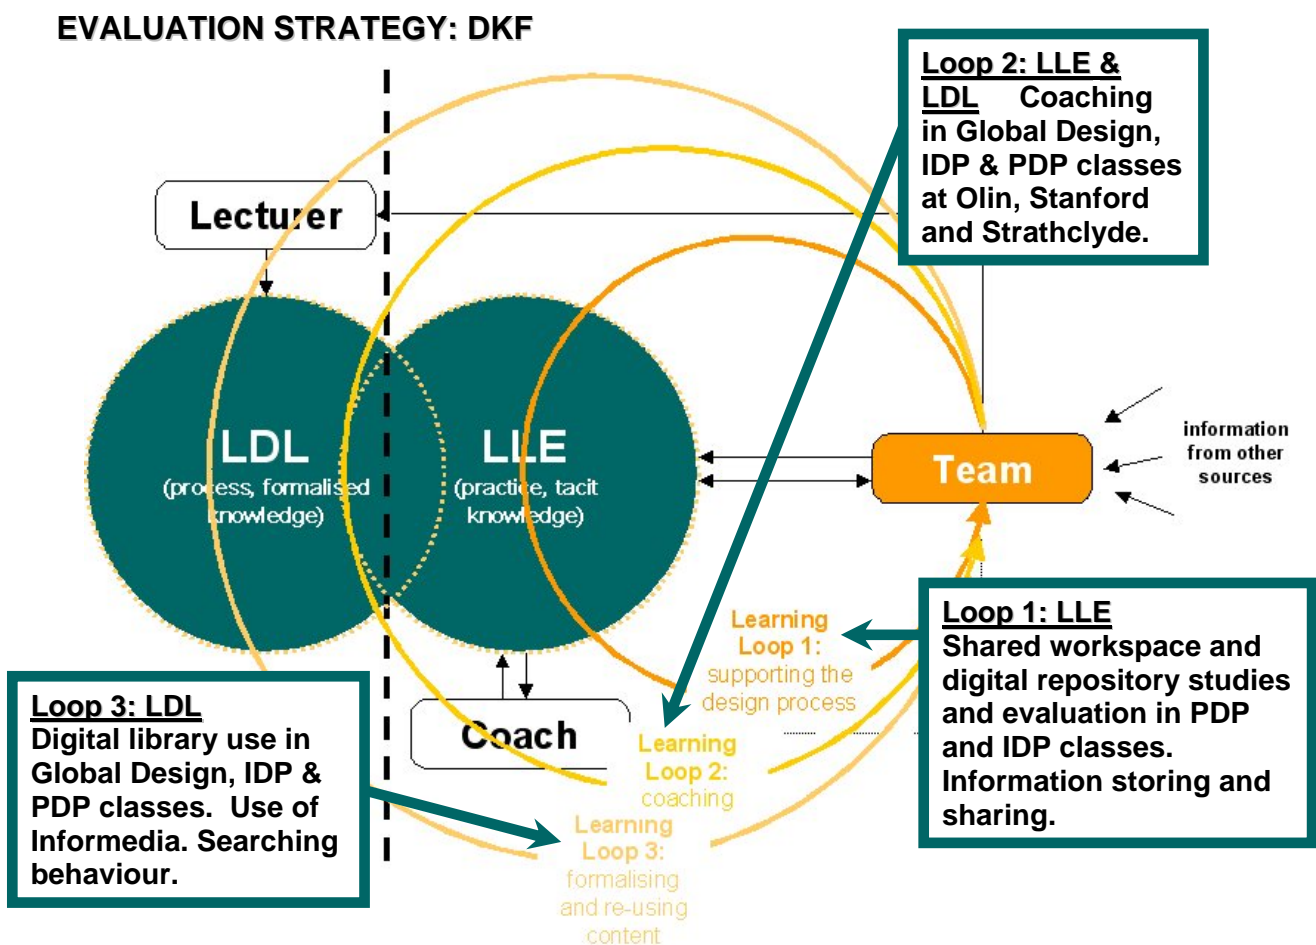 EVALUATION STRATEGY: DKF
Loop 2: LLE &
LDL Coaching
in Global Design,
IDP & PDP classes
at Olin, Stanford
and Strathclyde.
Lecturer
LDL
(process, formalised
knowledge)
LLE
(practice, tacit
knowledge)
Team
information
from other
sources
Learning
Loop 1:
supporting the
design process
Loop 1: LLE
Shared workspace and
digital repository studies
and evaluation in PDP
and IDP classes.
Information storing and
sharing.
Coach
Learning
Loop 2:
coaching
Loop 3: LDL
Digital library use in
Global Design, IDP &
PDP classes. Use of
Informedia. Searching
behaviour.
Learning
Loop 3:
formalising
and re-using
content